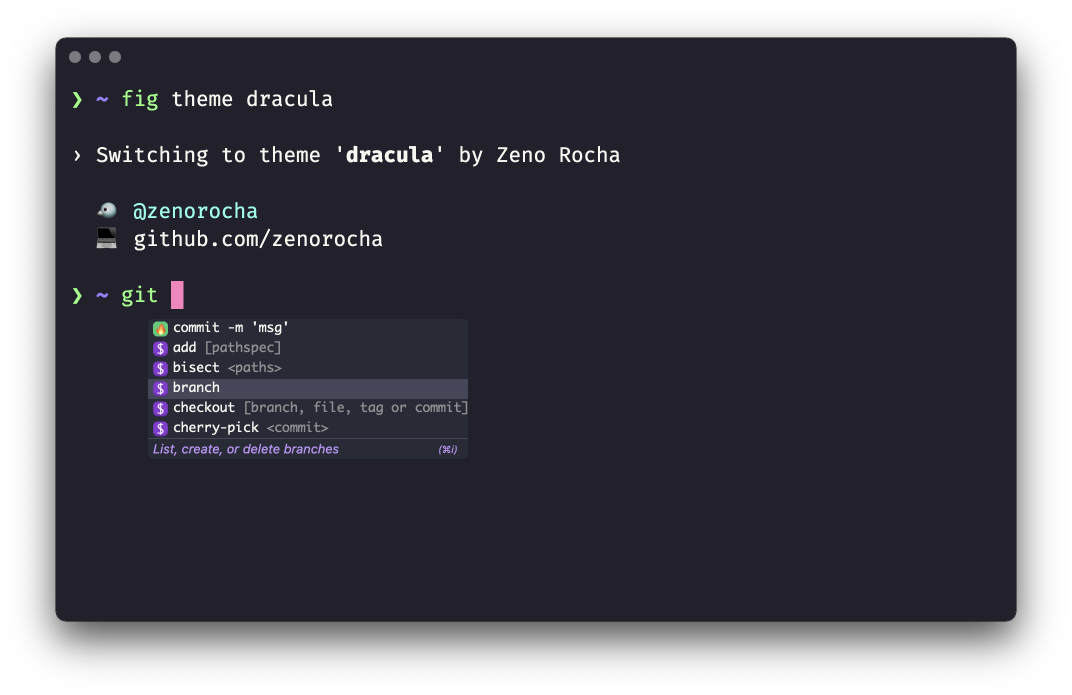 ❯ ~ fig theme dracula
› Switching to theme 'dracula' by Zeno Rocha
@zenorocha
github.com/zenorocha
❯ ~ git
commit -m 'msg'
$ add [pathspec]
$ bisect <paths>
$ branch
$ checkout [branch, file, tag or commit]
$ cherry-pick <commit>
List, create, or delete branches (⌘i)